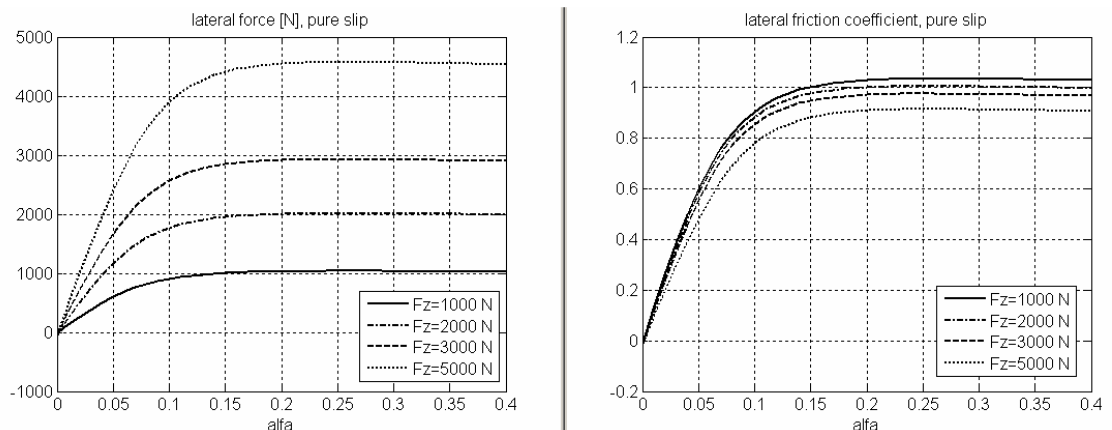 lateral force [N], pure slip
5000
4000
3000
2000
1000
0
-1000
0
0.05
0.1
0.15
0.2
0.25
0.3
0.35
0.4
alfa
Fz=1000 N
Fz=2000 N
Fz=3000 N
Fz=5000 N
lateral friction coefficient, pure slip
1.2
1
0.8
0.6
0.4
0.2
0
-0.2
0
0.05
0.1
0.15
0.2
0.25
0.3
0.35
0.4
alfa
Fz=1000 N
Fz=2000 N
Fz=3000 N
Fz=5000 N